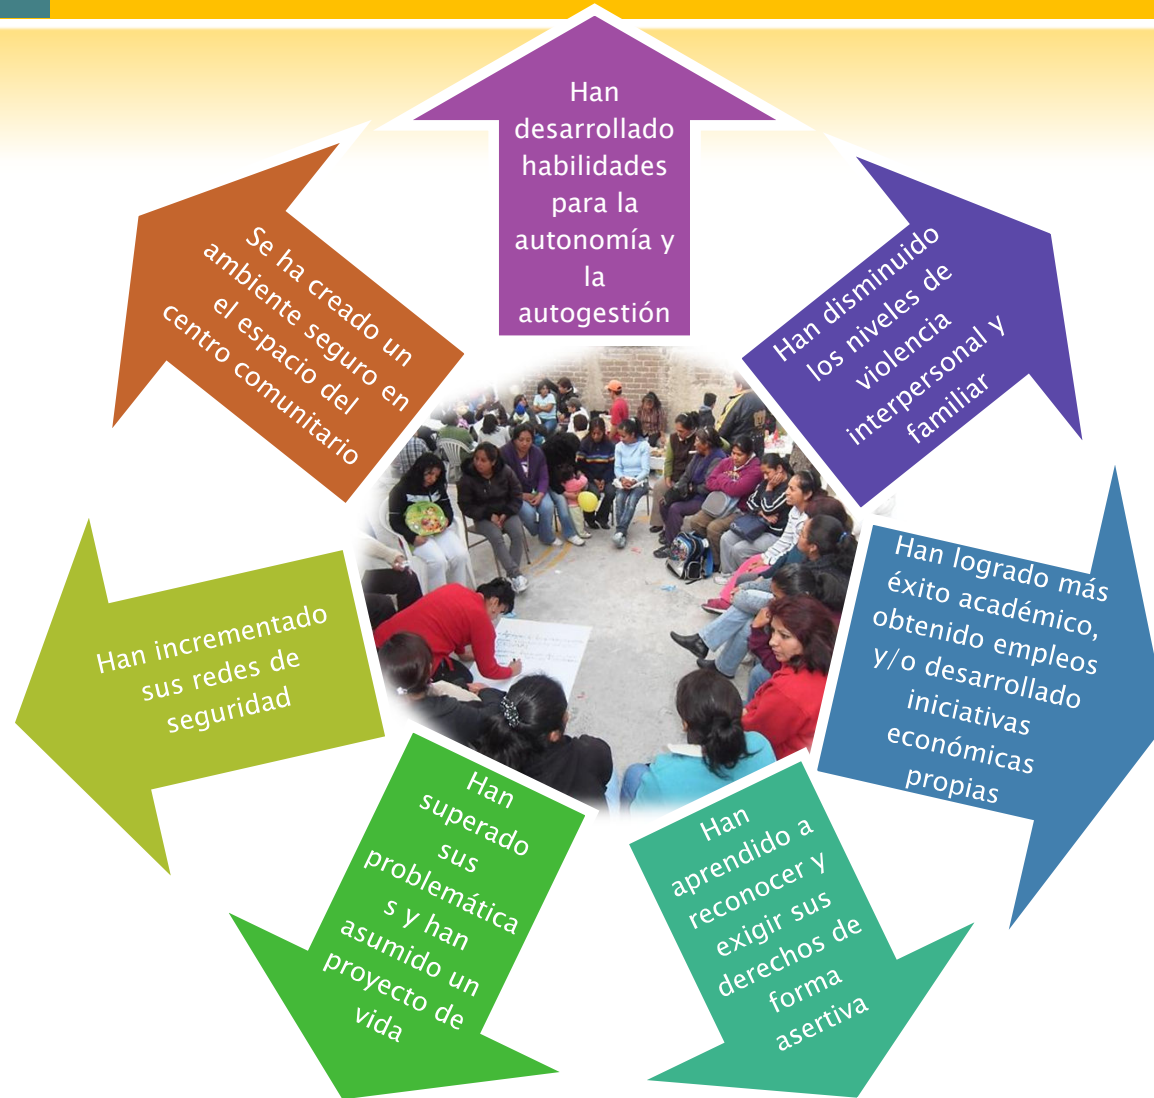 Han
desarrollado
habilidades
para la
autonomía y
la
autogestión
Han disminuido
los niveles de
violencia
interpersonal y
familiar
Han logrado más
éxito académico,
obtenido empleos
y/o desarrollado
iniciativas
económicas
propias
Han
aprendido a
reconocer y
exigir sus
derechos de
forma
asertiva
Han
superado
sus
problemática
s y han
asumido un
proyecto de
vida
Han incrementado
sus redes de
seguridad
Se ha creado un
ambiente seguro en
el espacio del
centro comunitario